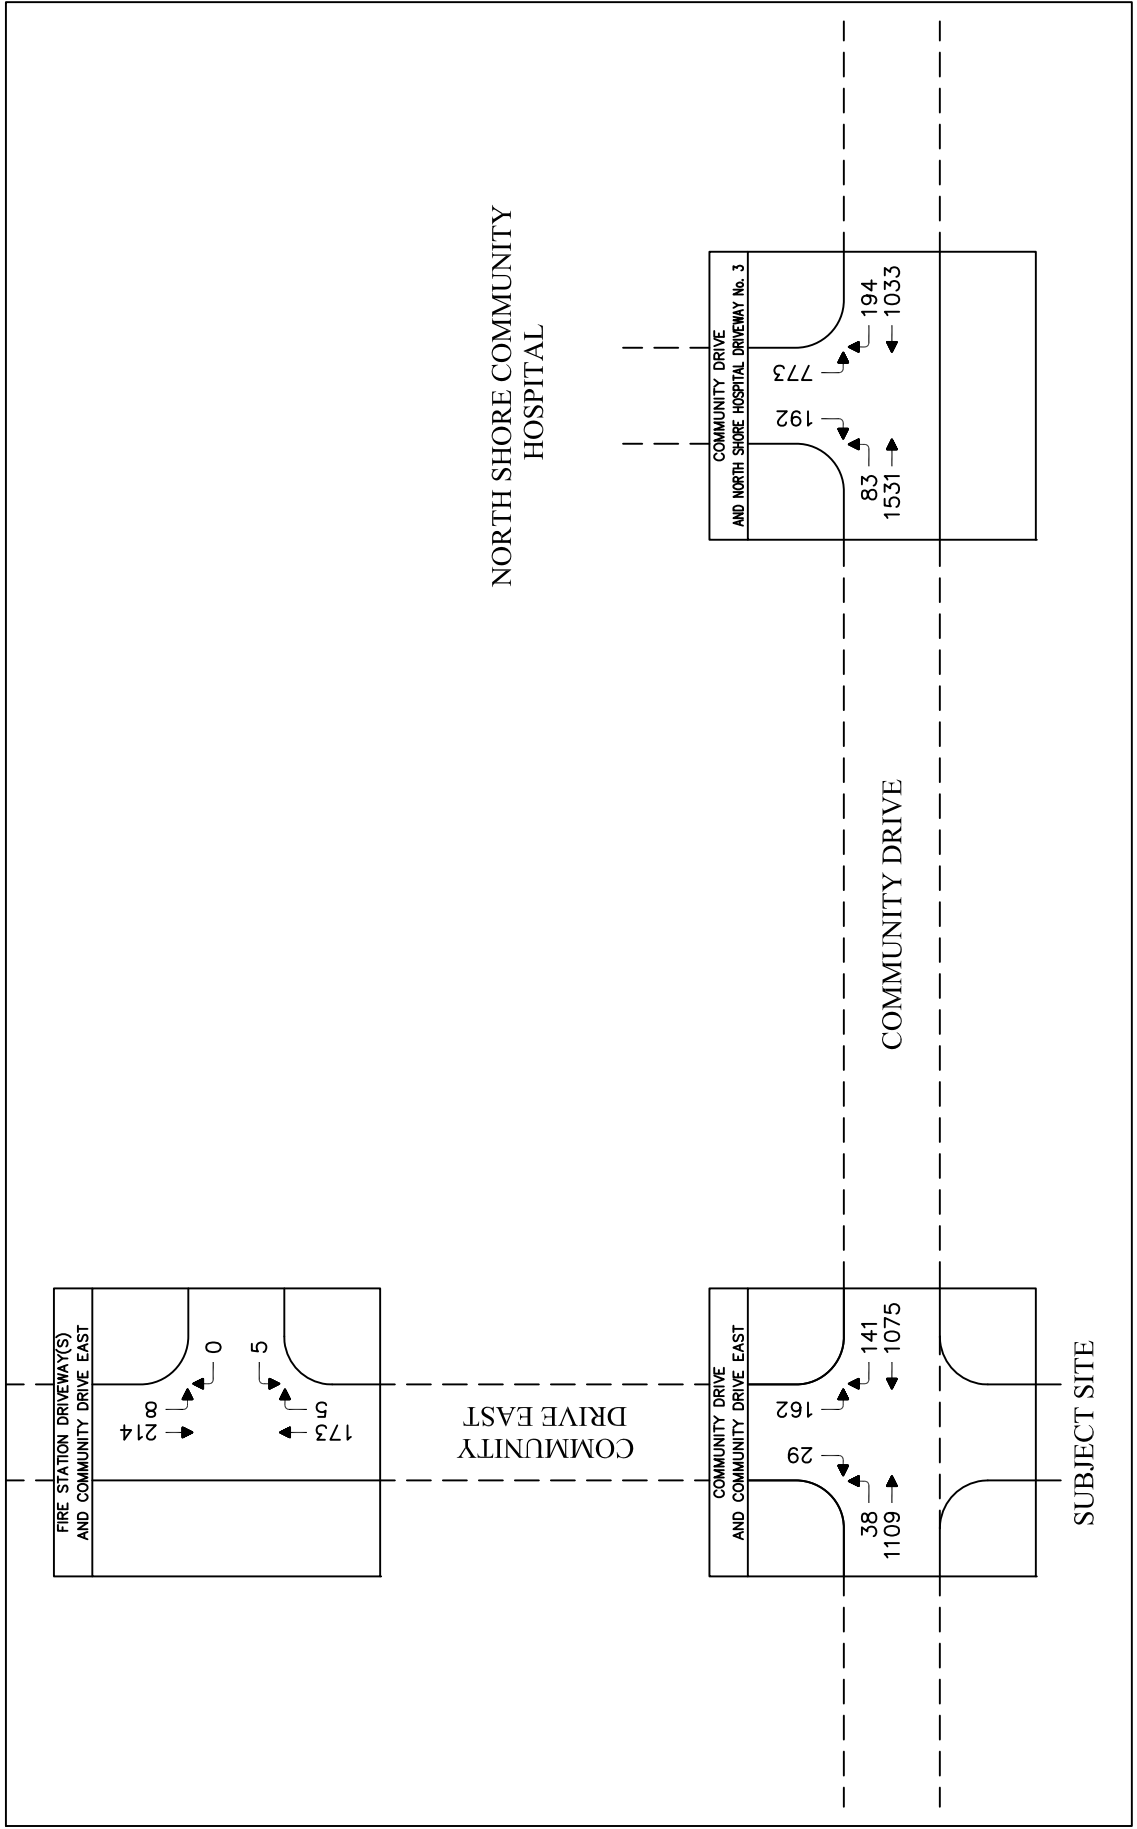 FIRE STATION DRIVEWAY(S)
AND COMMUNITY DRIVE EAST
214
8
0
5
5
173
COMMUNITY
DRIVE EAST
COMMUNITY DRIVE
AND COMMUNITY DRIVE EAST
29
162
38
1109
141
1075
SUBJECT SITE
COMMUNITY DRIVE
NORTH SHORE COMMUNITY
HOSPITAL
COMMUNITY DRIVE
AND NORTH SHORE HOSPITAL DRIVEWAY No. 3
192
773
83
1531
194
1033